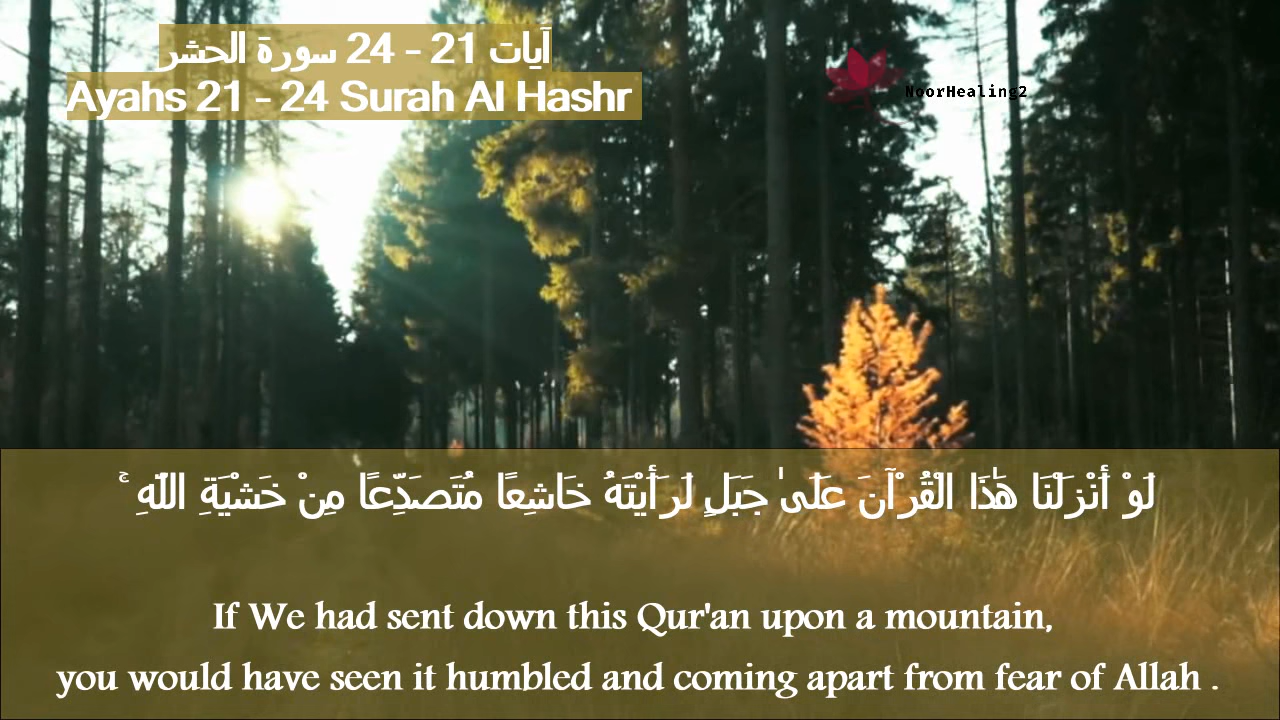 آيات 21 - 24 سورة الحشر
Ayahs 21 - 24 Surah Al Hashr
NoorHealing2
لَوْ أَنْزَلْنَا هَٰذَا الْقُرْآنَ عَلَىٰ جَبَلٍ لَرَأَيْتَهُ خَاشِعًا مُتَصَدِّعًا مِنْ خَشْيَةِ اللَّهِ ۚ
If We had sent down this Qur'an upon a mountain,
you would have seen it humbled and coming apart from fear of Allah .